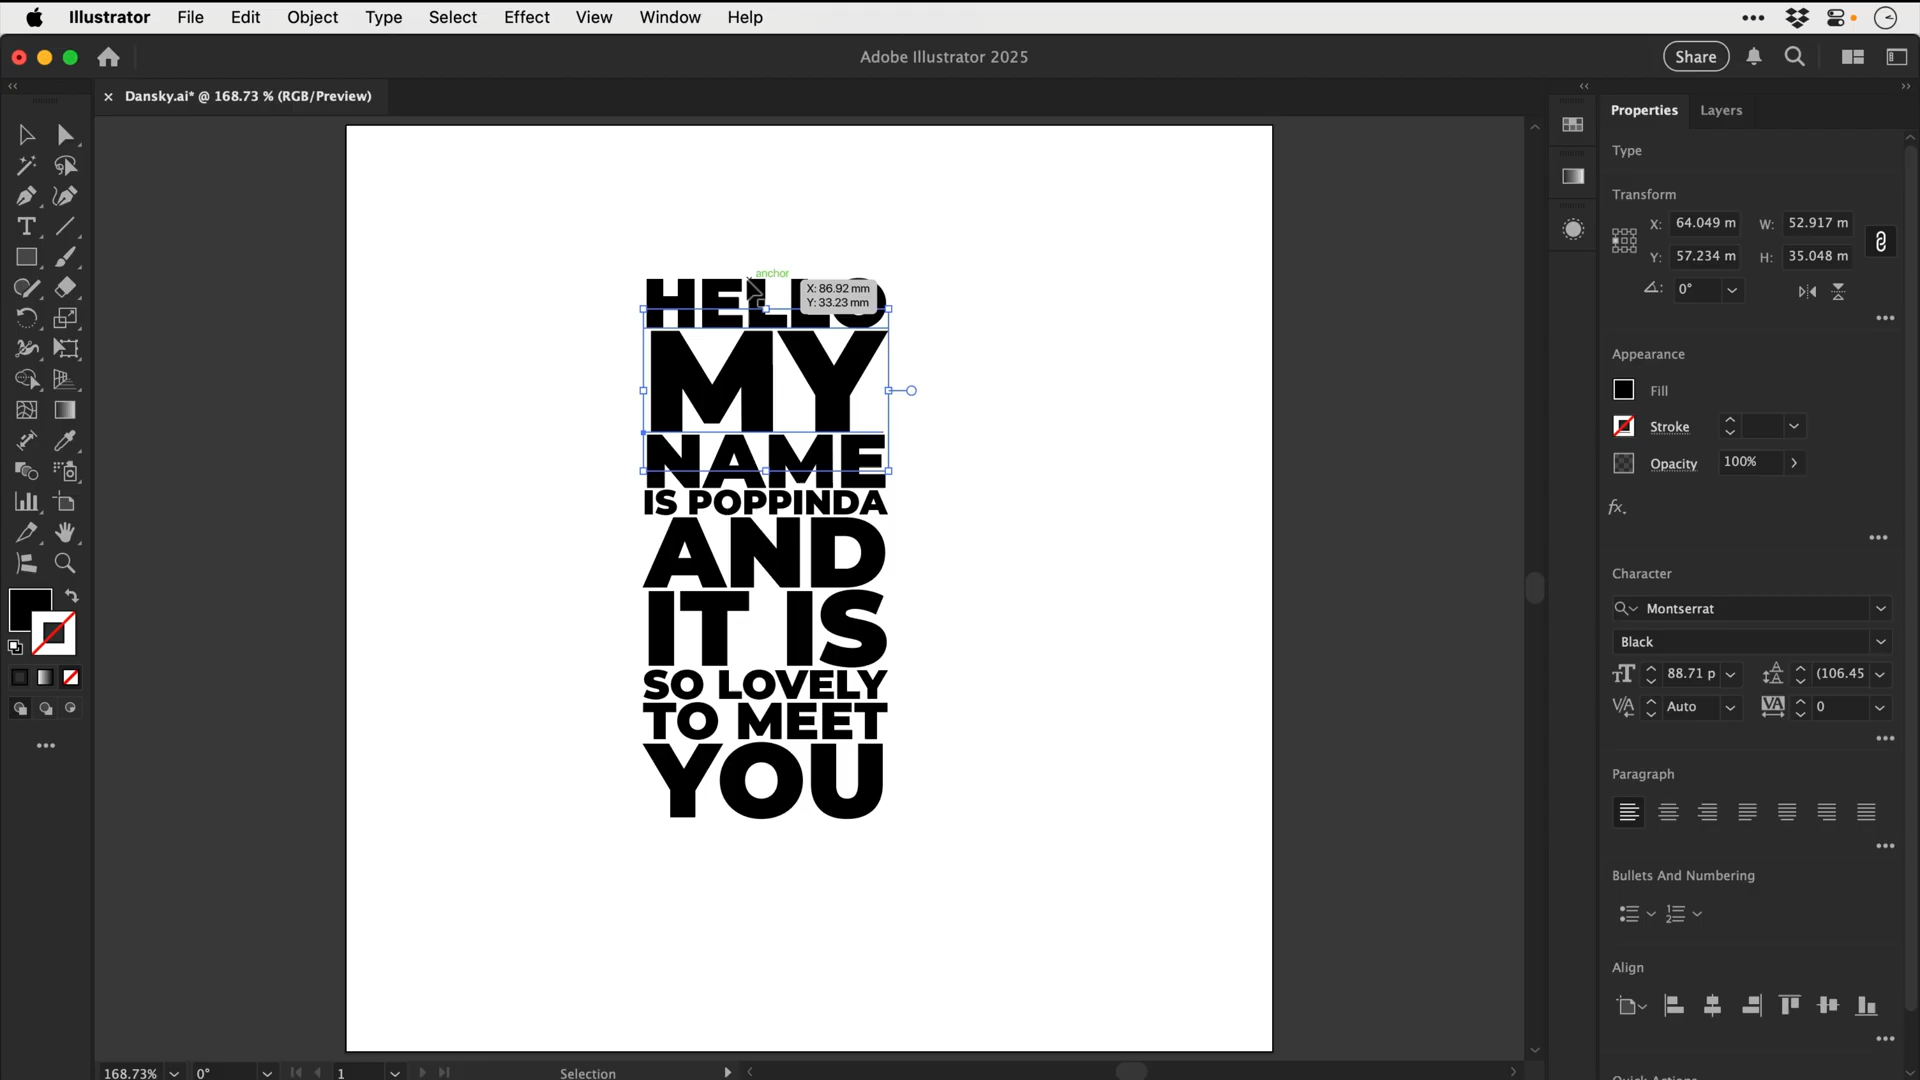 Illustrator File Edit Object Type Select Effect View Window Help
Adobe Illustrator 2025
Share
Dansky.ai* @ 168.73 % (RGB/Preview)
Properties Layers
Type
Transform
X: 64.049 m W: 52.917 m
Y: 57.234 m H: 35.048 m
0°
Appearance
Fill
Stroke
Opacity 100%
fx.
Character
Montserrat
Black
88.71 p (106.45
Auto 0
Paragraph
Bullets And Numbering
Align
anchor
X: 86.92 mm
Y: 33.23 mm
HELLO
MY
NAME
IS POPPINDA
AND
IT IS
SO LOVELY
TO MEET
YOU
168.73% 0° 1 Selection